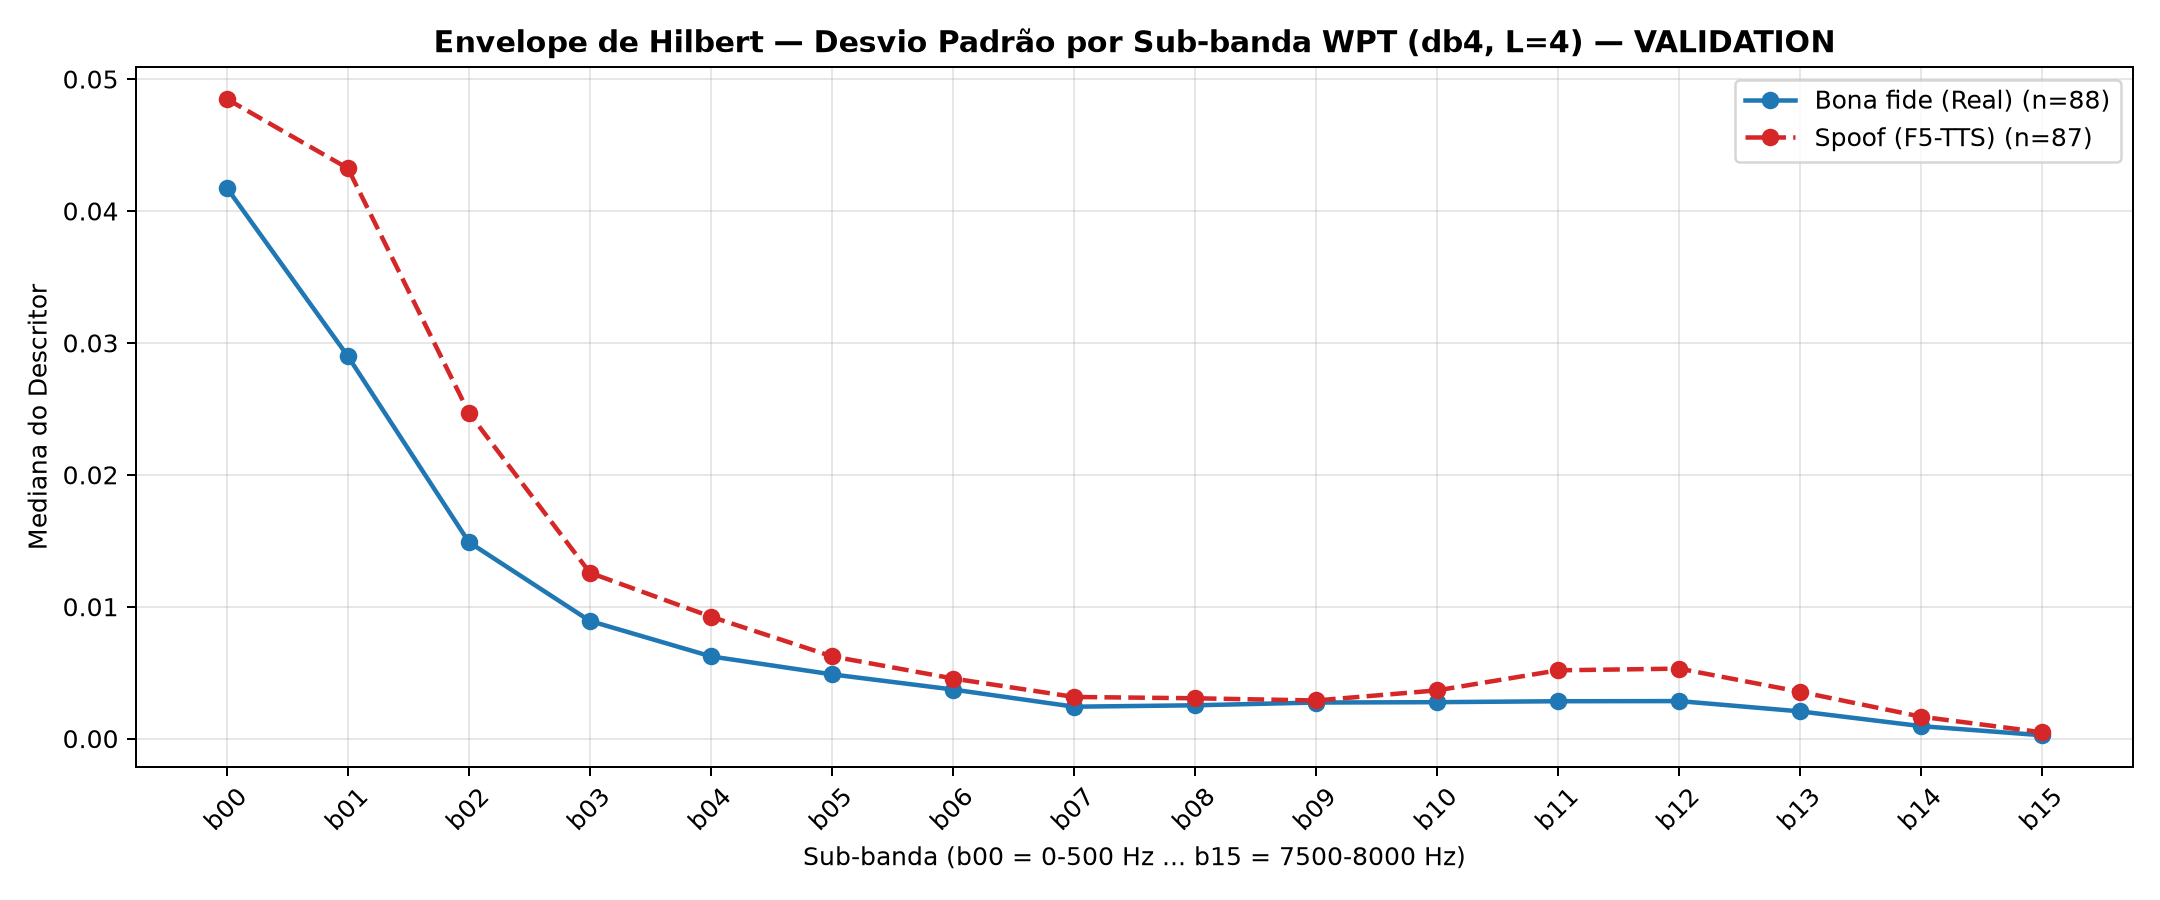 Envelope de Hilbert — Desvio Padrão por Sub-banda WPT (db4, L=4) — VALIDATION
Bona fide (Real) (n=88)
Spoof (F5-TTS) (n=87)
Mediana do Descritor
0.05
0.04
0.03
0.02
0.01
0.00
b00 b01 b02 b03 b04 b05 b06 b07 b08 b09 b10 b11 b12 b13 b14 b15
Sub-banda (b00 = 0-500 Hz ... b15 = 7500-8000 Hz)